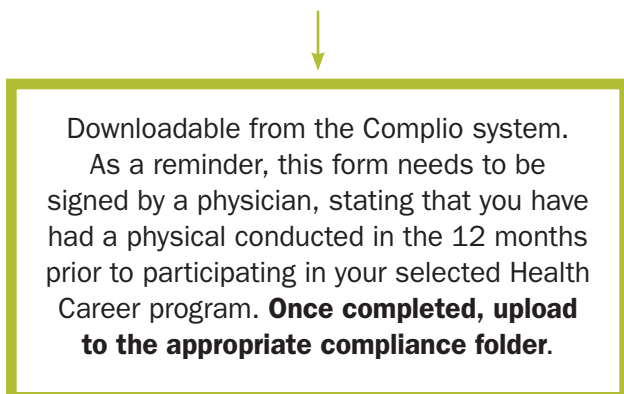 Downloadable from the Complio system.
As a reminder, this form needs to be
signed by a physician, stating that you have
had a physical conducted in the 12 months
prior to participating in your selected Health
Career program. Once completed, upload
to the appropriate compliance folder.